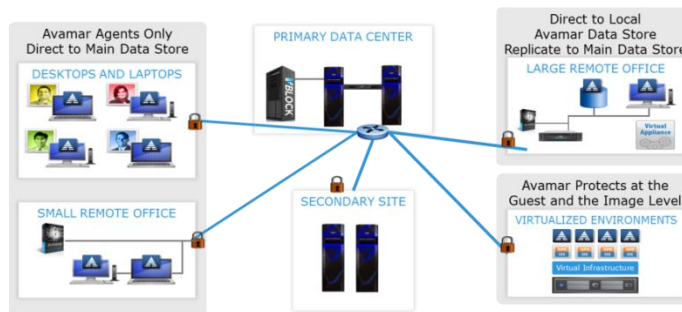 Avamar Agents Only
Direct to Main Data Store
DESKTOPS AND LAPTOPS
SMALL REMOTE OFFICE
PRIMARY DATA CENTER
VBLOCK
SECONDARY SITE
Direct to Local
Avamar Data Store
Replicate to Main Data Store
LARGE REMOTE OFFICE
Virtual
Appliance
Avamar Protects at the
Guest and the Image Level
VIRTUALIZED ENVIRONMENTS
Virtual Infrastructure